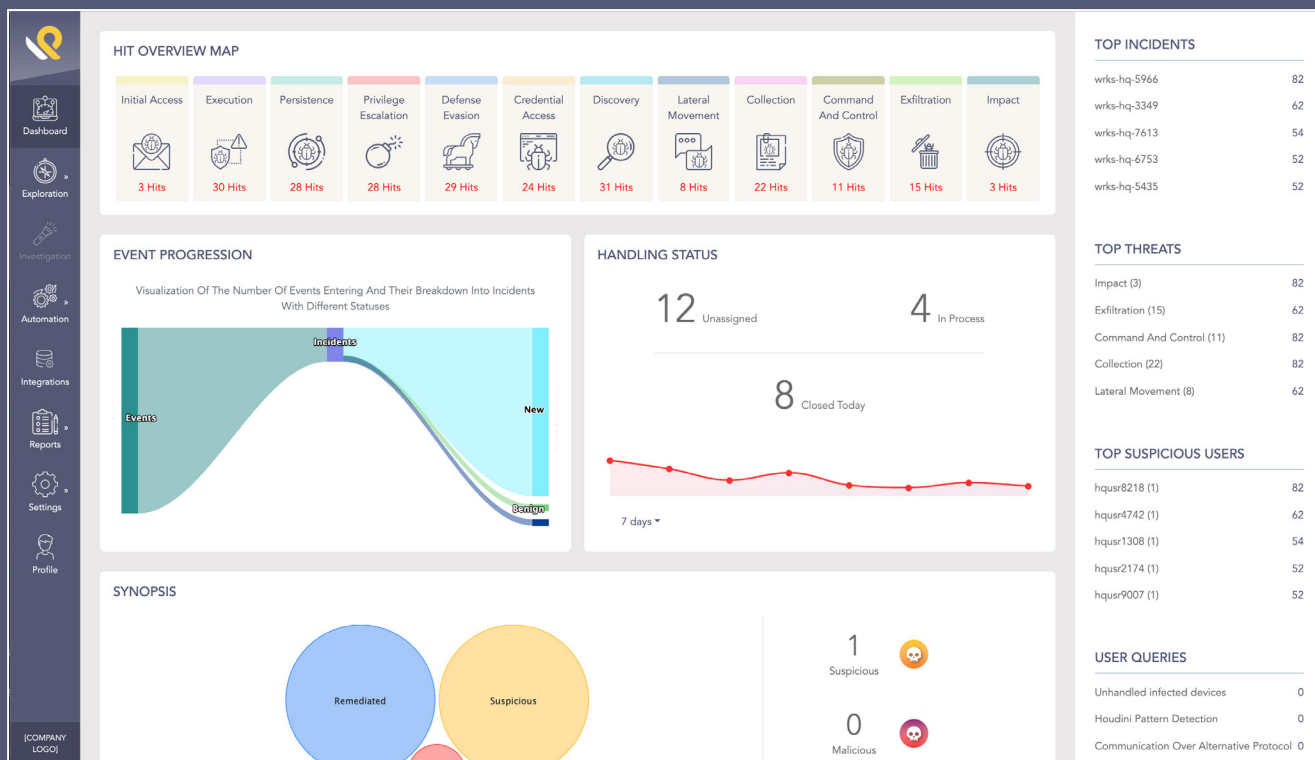 Dashboard
Exploration
Investigation
Automation
Integrations
Reports
Settings
Profile
[COMPANY
LOGO]
HIT OVERVIEW MAP
Initial Access
3 Hits
Execution
30 Hits
Persistence
28 Hits
Privilege
Escalation
28 Hits
Defense
Evasion
29 Hits
Credential
Access
24 Hits
Discovery
31 Hits
Lateral
Movement
8 Hits
Collection
22 Hits
Command
And Control
11 Hits
Exfiltration
15 Hits
Impact
3 Hits
EVENT PROGRESSION
Visualization Of The Number Of Events Entering And Their Breakdown Into Incidents
With Different Statuses
Incidents
Events
New
Benign
HANDLING STATUS
12 Unassigned
4 In Process
8 Closed Today
7 days
SYNOPSIS
Remediated
Suspicious
1
Suspicious
0
Malicious
TOP INCIDENTS
wrks-hq-5966 82
wrks-hq-3349 62
wrks-hq-7613 54
wrks-hq-6753 52
wrks-hq-5435 52
TOP THREATS
Impact (3) 82
Exfiltration (15) 62
Command And Control (11) 82
Collection (22) 82
Lateral Movement (8) 62
TOP SUSPICIOUS USERS
hqusr8218 (1) 82
hqusr4742 (1) 62
hqusr1308 (1) 54
hqusr2174 (1) 52
hqusr9007 (1) 52
USER QUERIES
Unhandled infected devices 0
Houdini Pattern Detection 0
Communication Over Alternative Protocol 0